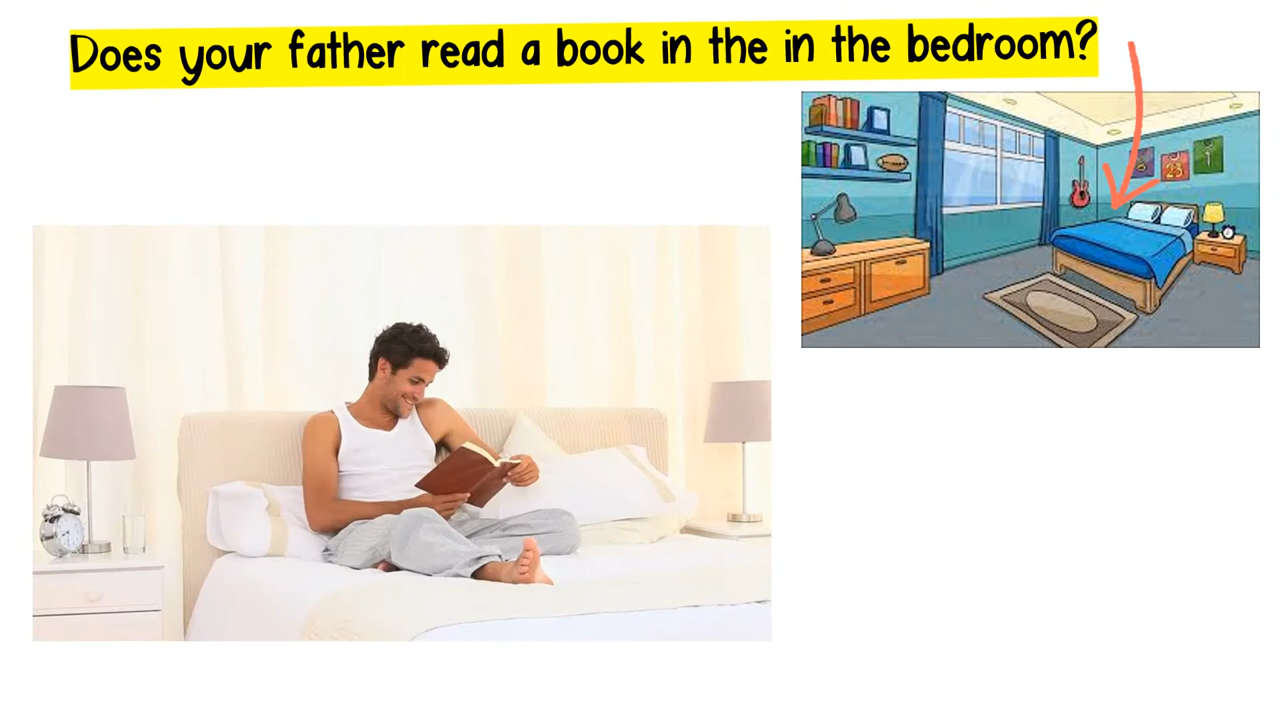 Does your father read a book in the in the bedroom?